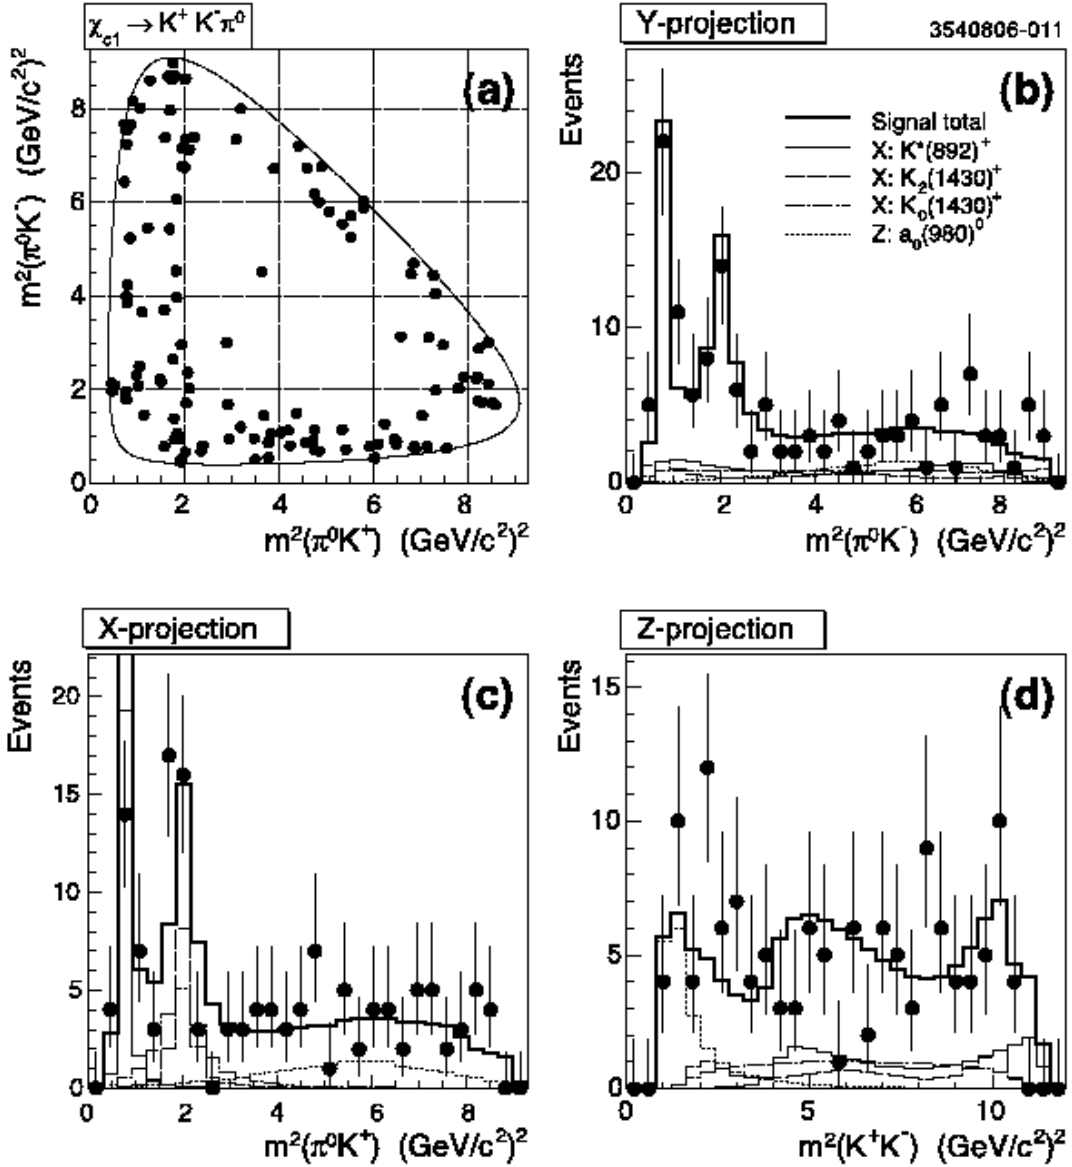 χc1 → K+ K-π0
(a)
m2(π0K-) (GeV/c2)2
8
6
4
2
0
0 2 4 6 8
m2(π0K+) (GeV/c2)2
Y-projection
3540806-011
(b)
Events
Signal total
X: K*(892)+
X: K2(1430)+
X: K0(1430)+
Z: a0(980)0
20
10
0
0 2 4 6 8
m2(π0K-) (GeV/c2)2
X-projection
(c)
Events
20
15
10
5
0
0 2 4 6 8
m2(π0K+) (GeV/c2)2
Z-projection
(d)
Events
15
10
5
0
0 5 10
m2(K+K-) (GeV/c2)2